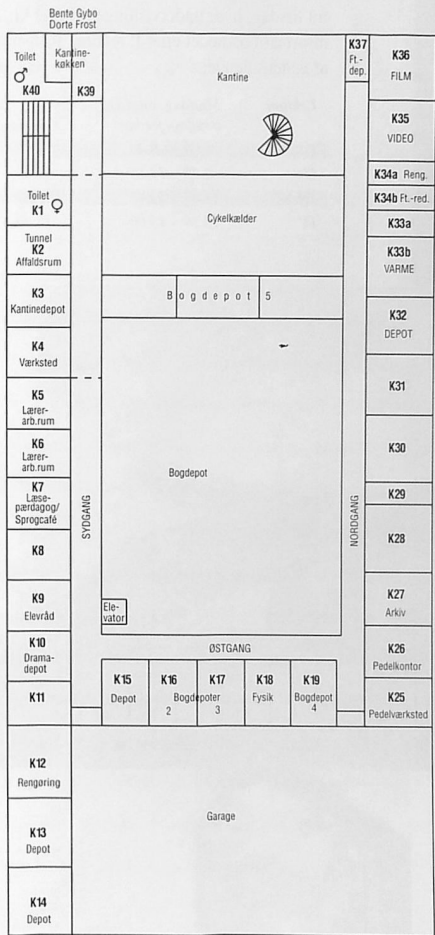 Bente Gybo
Dorte Frost
Toilet
♂
K40
Kantine-
køkken
K39
Kantine
K37
Ft.-
dep.
K36
FILM
K35
VIDEO
K34a Reng.
K34b Ft.-red.
K33a
K33b
VARME
K32
DEPOT
K31
K30
K29
K28
K27
Arkiv
K26
Pedelkontor
K25
Pedelværksted
Toilet ♀
K1
Tunnel
K2
Affaldsrum
K3
Kantinedepot
K4
Værksted
K5
Lærer-
arb.rum
K6
Lærer-
arb.rum
K7
Læse-
pærdagog/
Sprogcafé
K8
K9
Elevråd
K10
Drama-
depot
K11
K12
Rengøring
K13
Depot
K14
Depot
SYDGANG
Cykelkælder
Bogdepot 5
Bogdepot
Ele-
vator
NORDGANG
ØSTGANG
K15
Depot
K16
K17
Bogdepoter
2
3
K18
Fysik
K19
Bogdepot
4
Garage